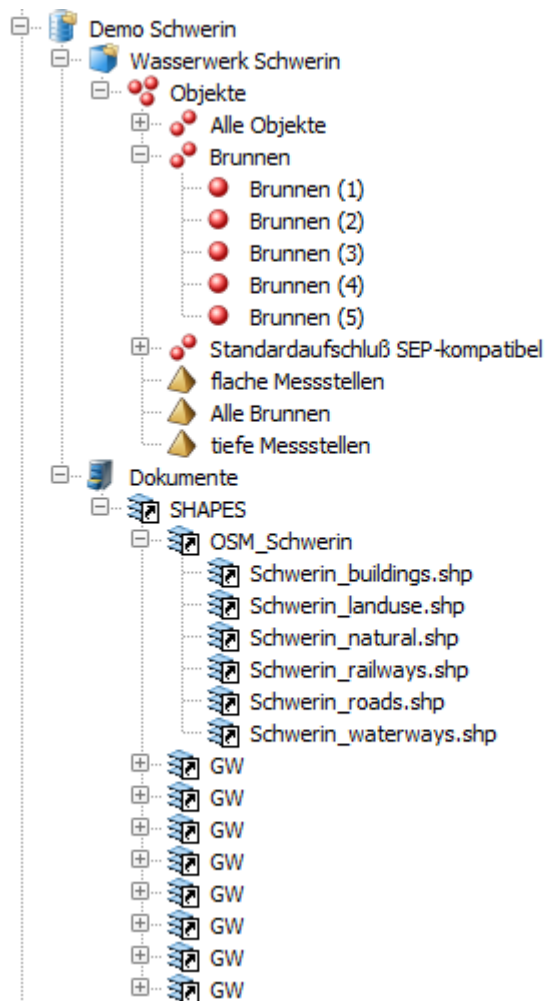 Demo Schwerin
Wasserwerk Schwerin
Objekte
Alle Objekte
Brunnen
Brunnen (1)
Brunnen (2)
Brunnen (3)
Brunnen (4)
Brunnen (5)
Standardaufschluß SEP-kompatibel
flache Messstellen
Alle Brunnen
tiefe Messstellen
Dokumente
SHAPES
OSM_Schwerin
Schwerin_buildings.shp
Schwerin_landuse.shp
Schwerin_natural.shp
Schwerin_railways.shp
Schwerin_roads.shp
Schwerin_waterways.shp
GW
GW
GW
GW
GW
GW
GW
GW